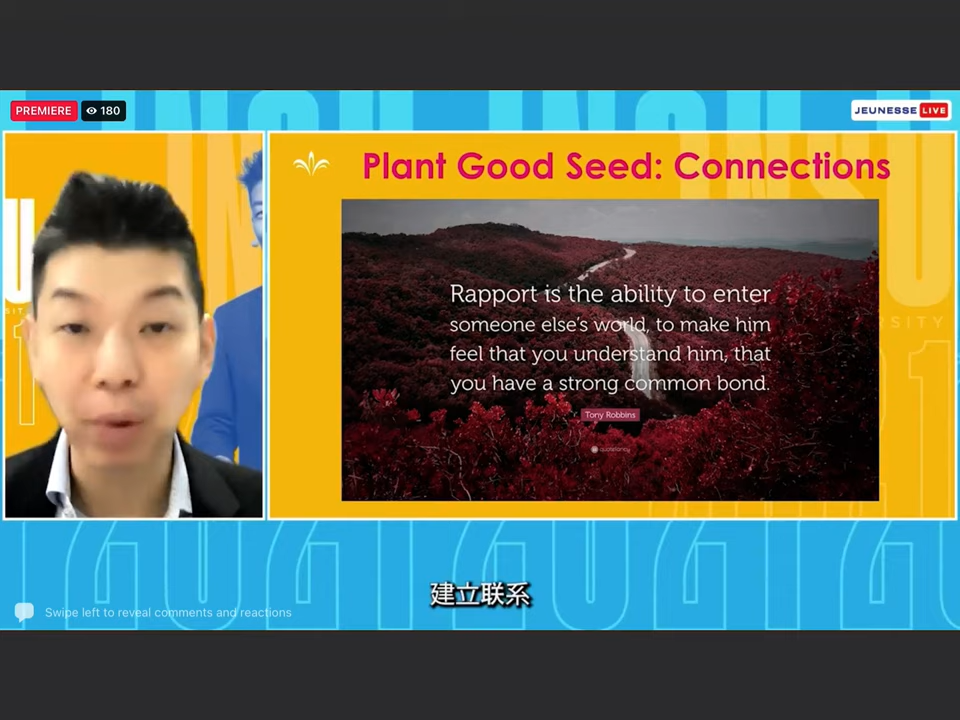 PREMIERE
180
JEUNESSE LIVE
Plant Good Seed: Connections
Rapport is the ability to enter
someone else's world, to make him
feel that you understand him, that
you have a strong common bond.
Tony Robbins
quotefancy
建立联系
Swipe left to reveal comments and reactions
2021